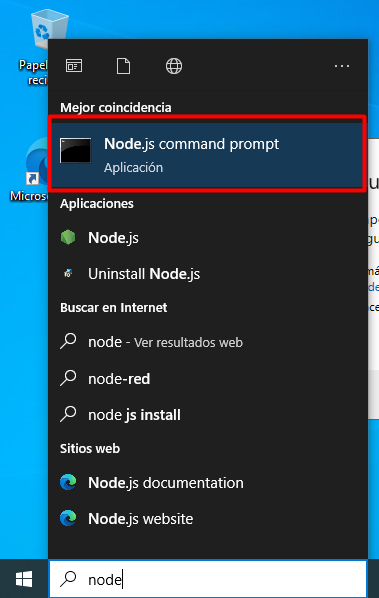 Papel
reci
Microso
Mejor coincidencia
Node.js command prompt
Aplicación
Aplicaciones
Node.js
Uninstall Node.js
Buscar en Internet
node - Ver resultados web
node-red
node js install
Sitios web
Node.js documentation
Node.js website
node